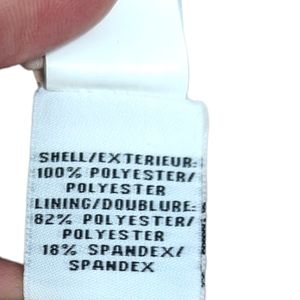 SHELL/EXTERIEUR:
100% POLYESTER/
POLYESTER
LINING/DOUBLURE:
82% POLYESTER/
POLYESTER
18% SPANDEX/
SPANDEX